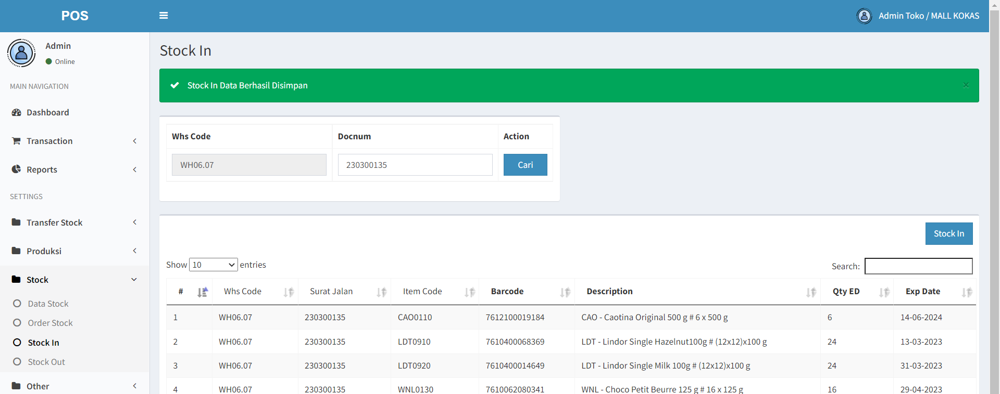 POS
Admin Toko / MALL KOKAS
Admin
Online
MAIN NAVIGATION
Dashboard
Transaction
Reports
SETTINGS
Transfer Stock
Produksi
Stock
Data Stock
Order Stock
Stock In
Stock Out
Other
Stock In
Stock In Data Berhasil Disimpan ×
Whs Code Docnum Action
WH06.07 230300135 Cari
Stock In
Show 10 entries Search:
# Whs Code Surat Jalan Item Code Barcode Description Qty ED Exp Date
1 WH06.07 230300135 CAO0110 7612100019184 CAO - Caotina Original 500 g # 6 x 500 g 6 14-06-2024
2 WH06.07 230300135 LDT0910 7610400068369 LDT - Lindor Single Hazelnut100g # (12x12)x100 g 24 13-03-2023
3 WH06.07 230300135 LDT0920 7610400014649 LDT - Lindor Single Milk 100g # (12x12)x100 g 24 31-03-2023
4 WH06.07 230300135 WNL0130 7610062080341 WNL - Choco Petit Beurre 125 g # 16 x 125 g 16 29-04-2023